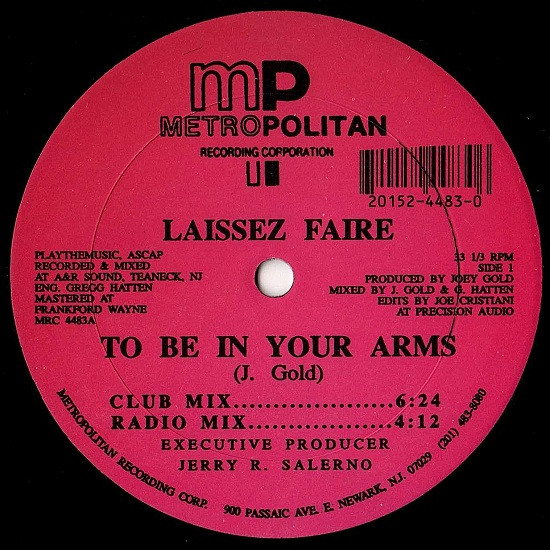 mP
METROPOLITAN
RECORDING CORPORATION
20152-4483-0
LAISSEZ FAIRE
PLAYTHEMUSIC, ASCAP
RECORDED & MIXED
AT A&R SOUND, TEANECK, NJ
ENG. GREGG HATTEN
MASTERED AT
FRANKFORD WAYNE
MRC 4483A
33 1/3 RPM
SIDE 1
PRODUCED BY JOEY GOLD
MIXED BY J. GOLD & G. HATTEN
EDITS BY JOE CRISTIANI
AT PRECISION AUDIO
TO BE IN YOUR ARMS
(J. Gold)
CLUB MIX....................6:24
RADIO MIX..................4:12
EXECUTIVE PRODUCER
JERRY R. SALERNO
METROPOLITAN RECORDING CORP. 900 PASSAIC AVE. E. NEWARK, N.J. 07029 (201) 483-8080